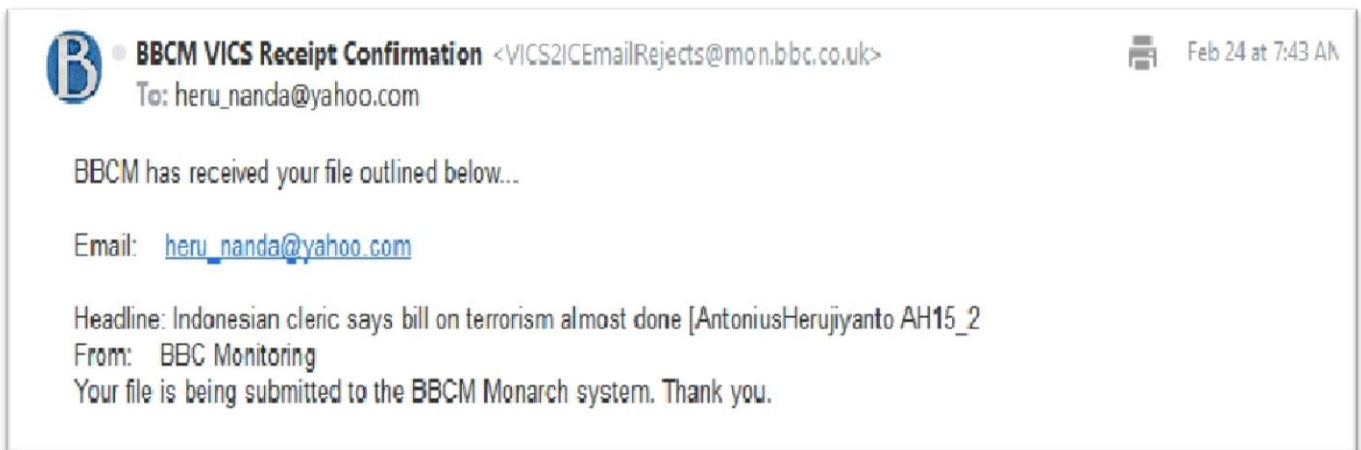 B
BBCM VICS Receipt Confirmation <VICS2ICEmailRejects@mon.bbc.co.uk> Feb 24 at 7:43 AM
To: heru_nanda@yahoo.com
BBCM has received your file outlined below...
Email: heru_nanda@yahoo.com
Headline: Indonesian cleric says bill on terrorism almost done [AntoniusHerujiyanto AH15_2
From: BBC Monitoring
Your file is being submitted to the BBCM Monarch system. Thank you.